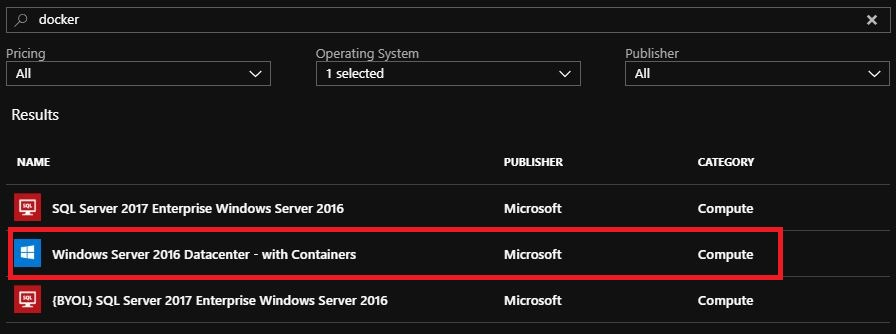 docker
Pricing Operating System Publisher
All 1 selected All
Results
NAME PUBLISHER CATEGORY
SQL SQL Server 2017 Enterprise Windows Server 2016 Microsoft Compute
Windows Server 2016 Datacenter - with Containers Microsoft Compute
SQL {BYOL} SQL Server 2017 Enterprise Windows Server 2016 Microsoft Compute